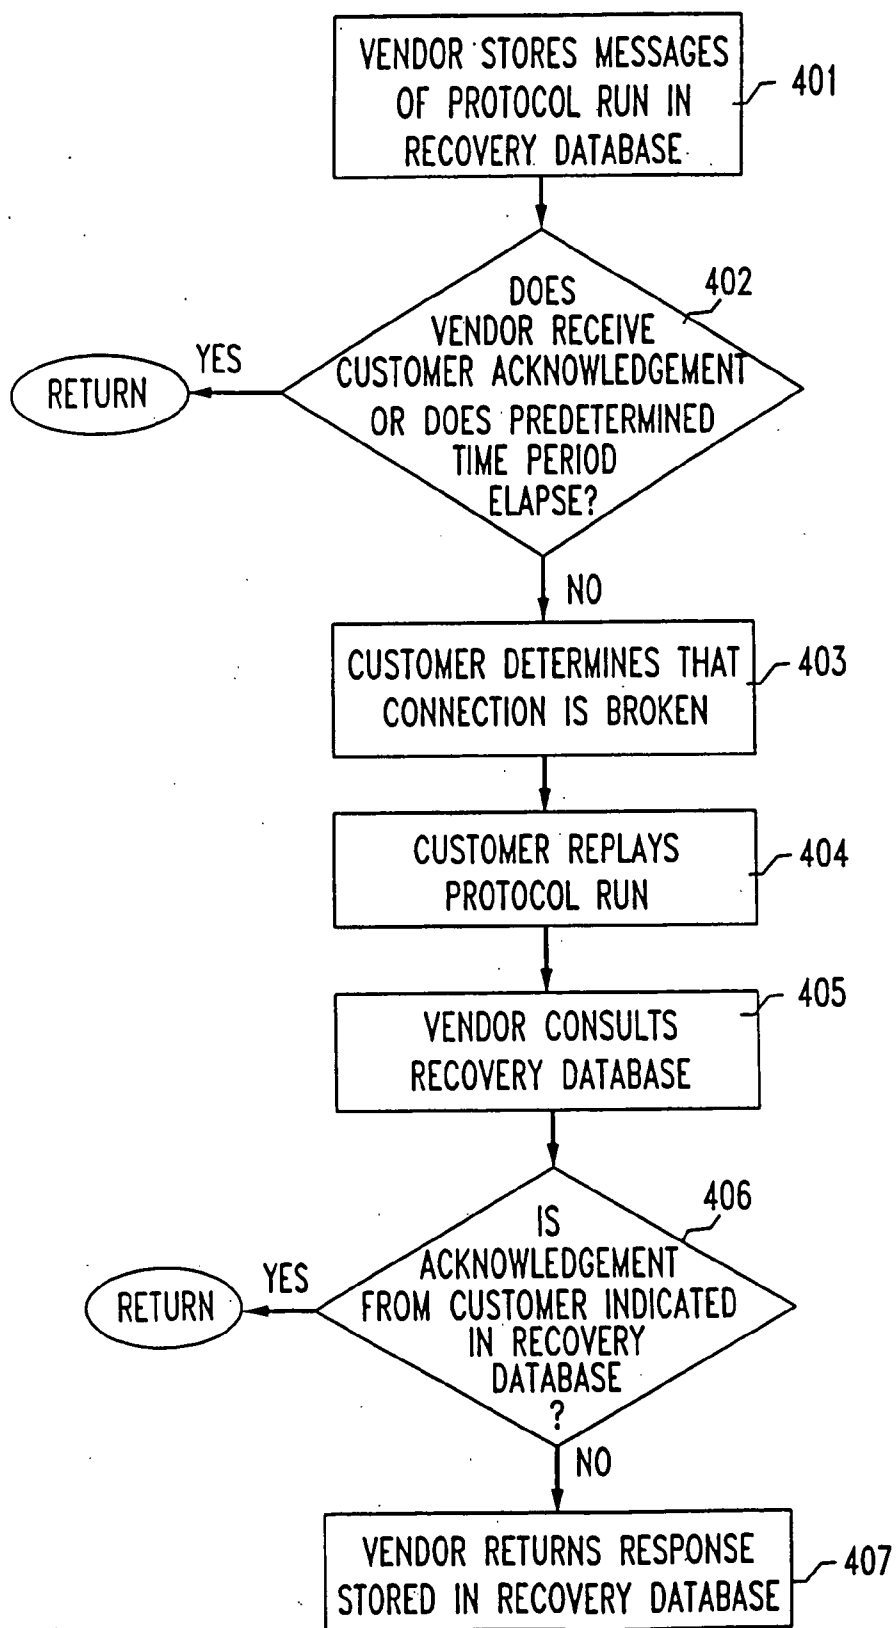 VENDOR STORES MESSAGES
OF PROTOCOL RUN IN
RECOVERY DATABASE
401
DOES
VENDOR RECEIVE
CUSTOMER ACKNOWLEDGEMENT
OR DOES PREDETERMINED
TIME PERIOD
ELAPSE?
402
YES
RETURN
NO
CUSTOMER DETERMINES THAT
CONNECTION IS BROKEN
403
CUSTOMER REPLAYS
PROTOCOL RUN
404
VENDOR CONSULTS
RECOVERY DATABASE
405
IS
ACKNOWLEDGEMENT
FROM CUSTOMER INDICATED
IN RECOVERY
DATABASE
?
406
YES
RETURN
NO
VENDOR RETURNS RESPONSE
STORED IN RECOVERY DATABASE
407